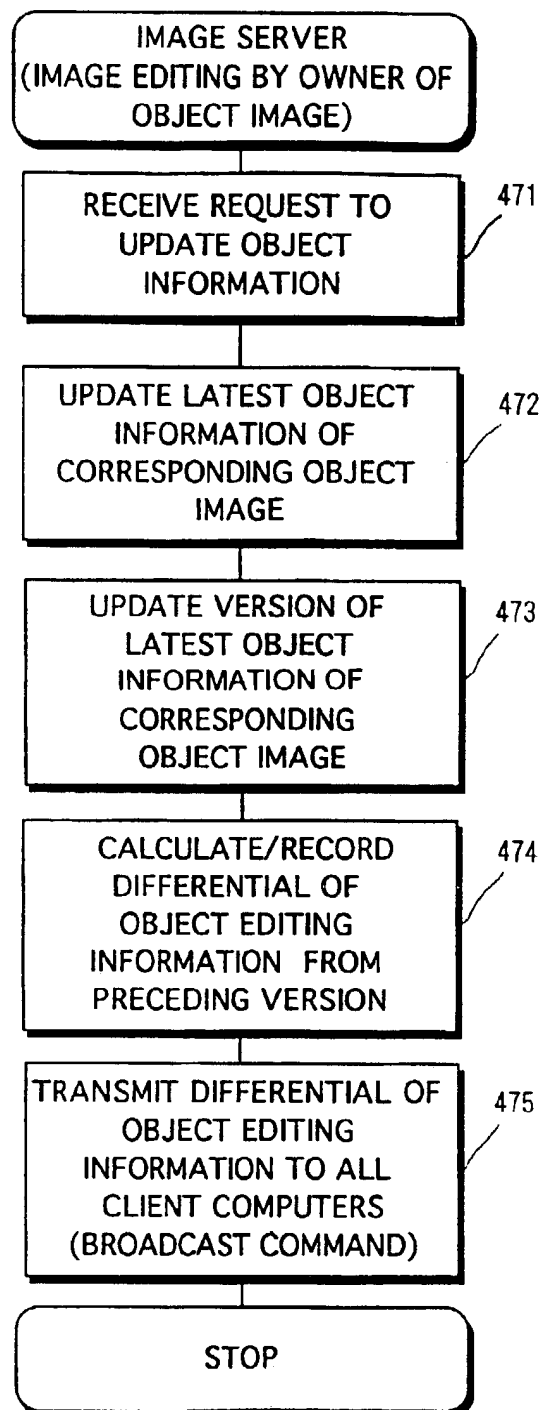 IMAGE SERVER
(IMAGE EDITING BY OWNER OF
OBJECT IMAGE)
RECEIVE REQUEST TO
UPDATE OBJECT
INFORMATION
471
UPDATE LATEST OBJECT
INFORMATION OF
CORRESPONDING OBJECT
IMAGE
472
UPDATE VERSION OF
LATEST OBJECT
INFORMATION OF
CORRESPONDING
OBJECT IMAGE
473
CALCULATE/RECORD
DIFFERENTIAL OF
OBJECT EDITING
INFORMATION FROM
PRECEDING VERSION
474
TRANSMIT DIFFERENTIAL OF
OBJECT EDITING
INFORMATION TO ALL
CLIENT COMPUTERS
(BROADCAST COMMAND)
475
STOP